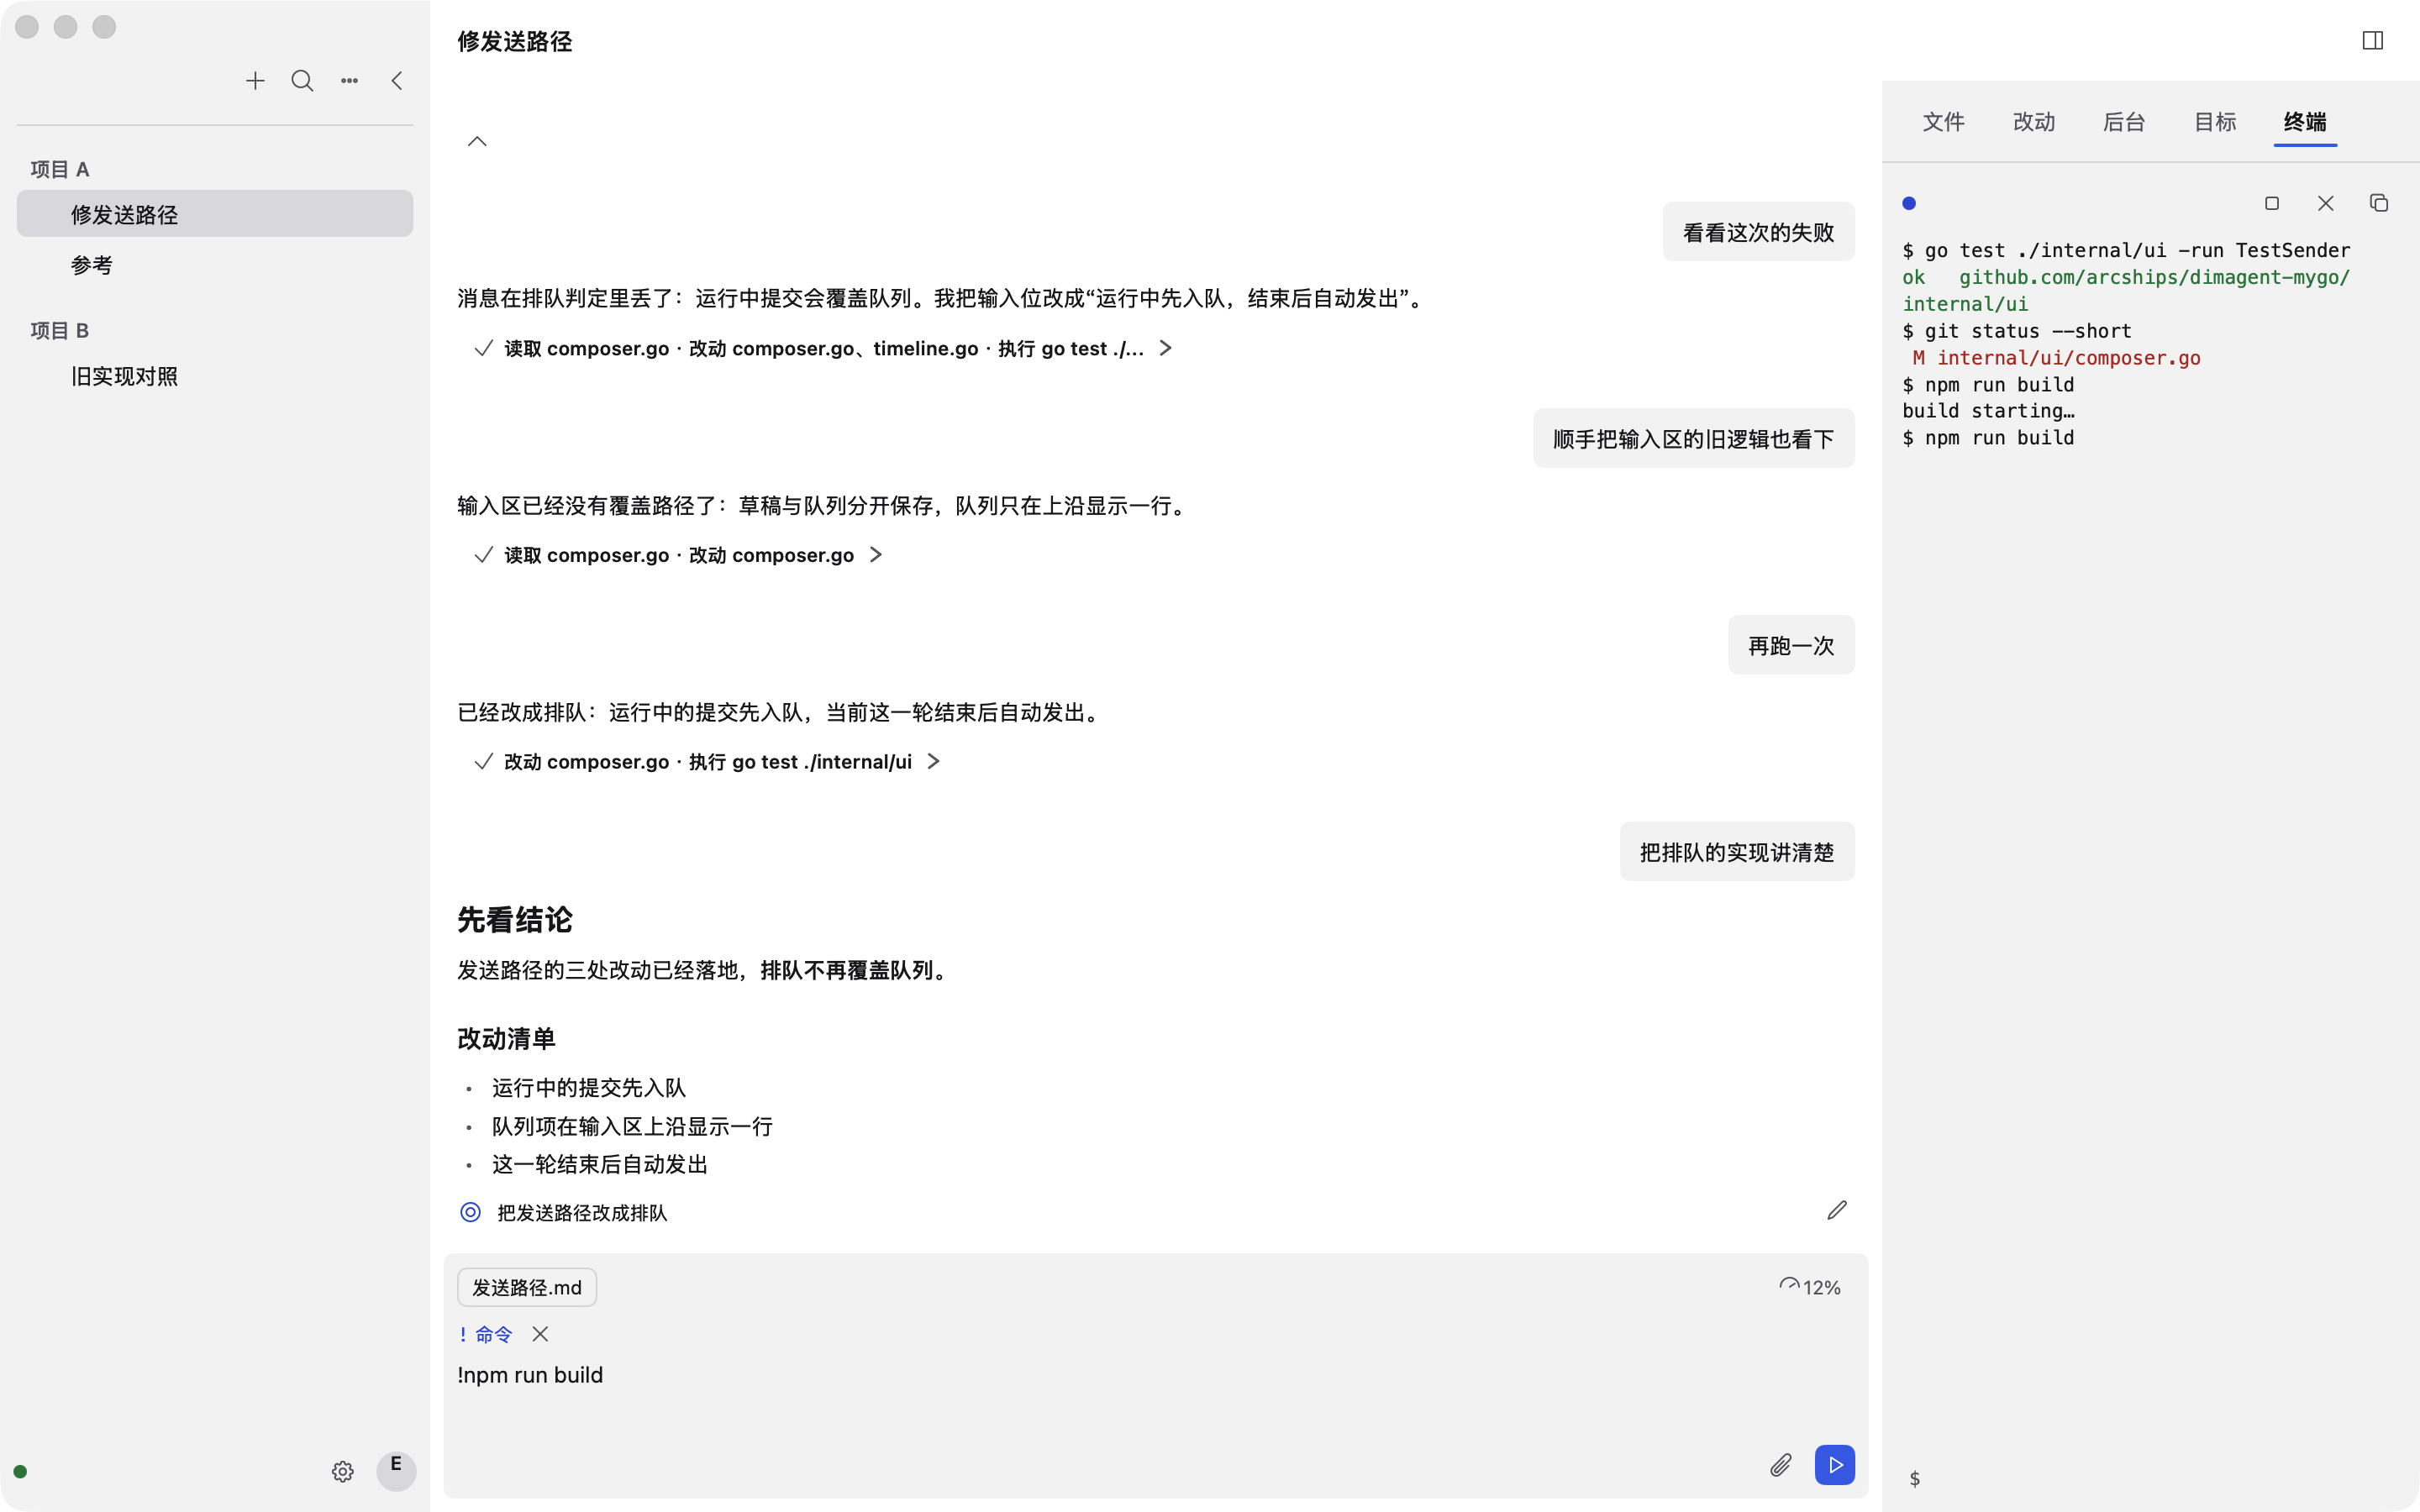 修发送路径
项目 A
修发送路径
参考
项目 B
旧实现对照
E
看看这次的失败
消息在排队判定里丢了：运行中提交会覆盖队列。我把输入位改成“运行中先入队，结束后自动发出”。
读取 composer.go · 改动 composer.go、timeline.go · 执行 go test ./...
顺手把输入区的旧逻辑也看下
输入区已经没有覆盖路径了：草稿与队列分开保存，队列只在上沿显示一行。
读取 composer.go · 改动 composer.go
再跑一次
已经改成排队：运行中的提交先入队，当前这一轮结束后自动发出。
改动 composer.go · 执行 go test ./internal/ui
把排队的实现讲清楚
先看结论
发送路径的三处改动已经落地，排队不再覆盖队列。
改动清单
• 运行中的提交先入队
• 队列项在输入区上沿显示一行
• 这一轮结束后自动发出
把发送路径改成排队
发送路径.md
12%
! 命令
!npm run build
文件 改动 后台 目标 终端
$ go test ./internal/ui -run TestSender
ok github.com/arcships/dimagent-mygo/
internal/ui
$ git status --short
M internal/ui/composer.go
$ npm run build
build starting…
$ npm run build
$